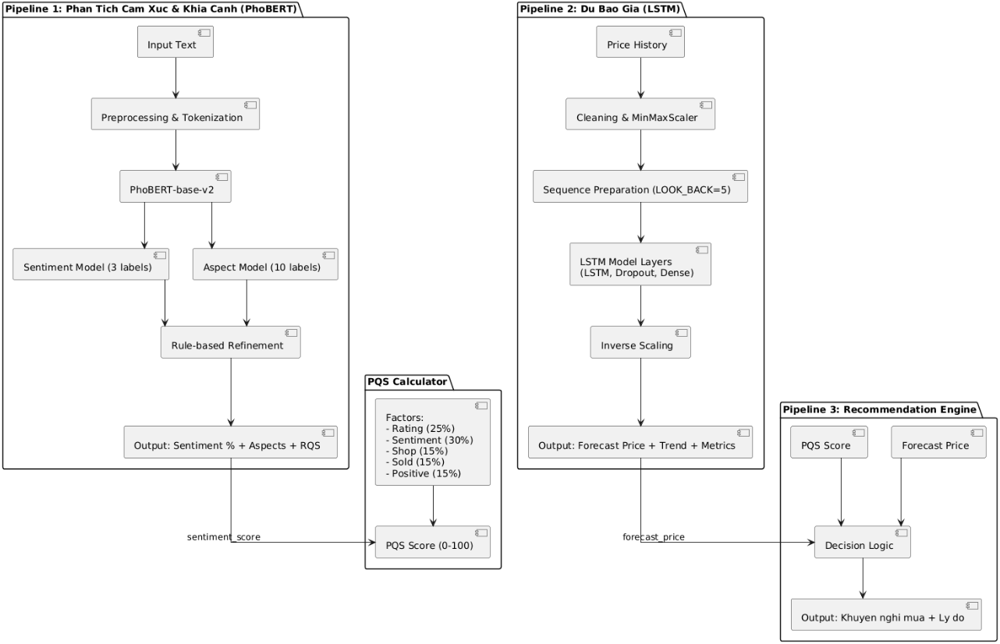 Pipeline 1: Phan Tich Cam Xuc & Khia Canh (PhoBERT)
Input Text
Preprocessing & Tokenization
PhoBERT-base-v2
Sentiment Model (3 labels)
Aspect Model (10 labels)
Rule-based Refinement
Output: Sentiment % + Aspects + RQS
sentiment_score
PQS Calculator
Factors:
- Rating (25%)
- Sentiment (30%)
- Shop (15%)
- Sold (15%)
- Positive (15%)
PQS Score (0-100)
Pipeline 2: Du Bao Gia (LSTM)
Price History
Cleaning & MinMaxScaler
Sequence Preparation (LOOK_BACK=5)
LSTM Model Layers
(LSTM, Dropout, Dense)
Inverse Scaling
Output: Forecast Price + Trend + Metrics
forecast_price
Pipeline 3: Recommendation Engine
PQS Score
Forecast Price
Decision Logic
Output: Khuyen nghi mua + Ly do